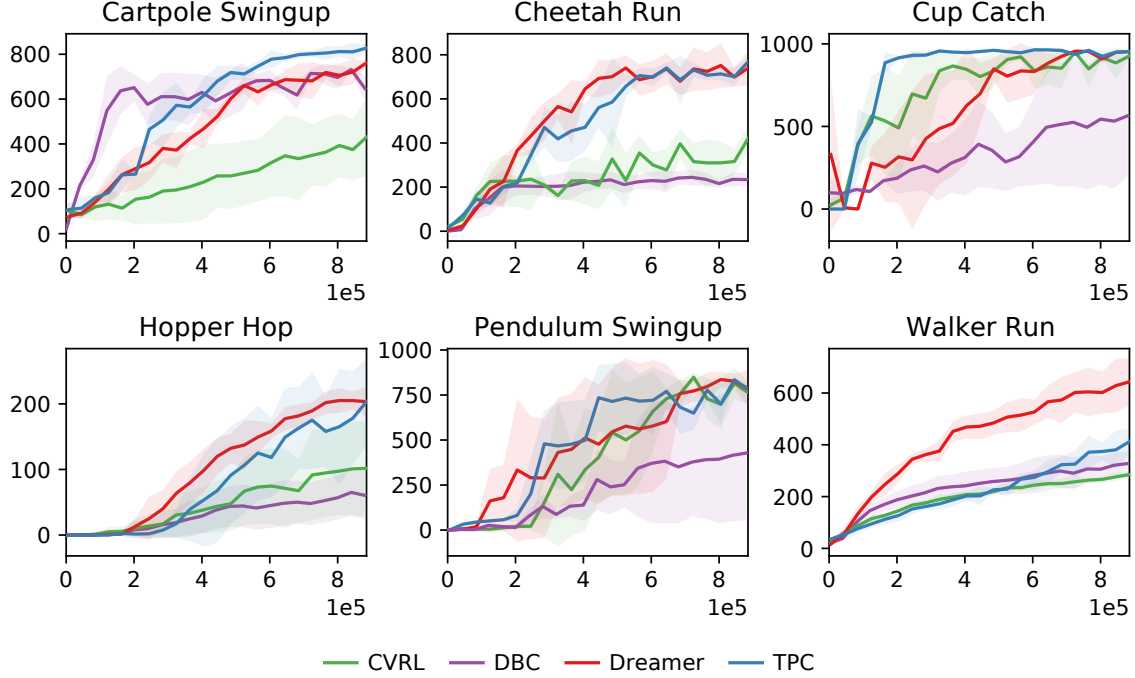 Cartpole Swingup Cheetah Run Cup Catch
800
600
400
200
0
0 2 4 6 8
1e5
800
600
400
200
0
0 2 4 6 8
1e5
1000
500
0
0 2 4 6 8
1e5
Hopper Hop Pendulum Swingup Walker Run
200
100
0
0 2 4 6 8
1e5
1000
750
500
250
0
0 2 4 6 8
1e5
600
400
200
0
0 2 4 6 8
1e5
CVRL DBC Dreamer TPC